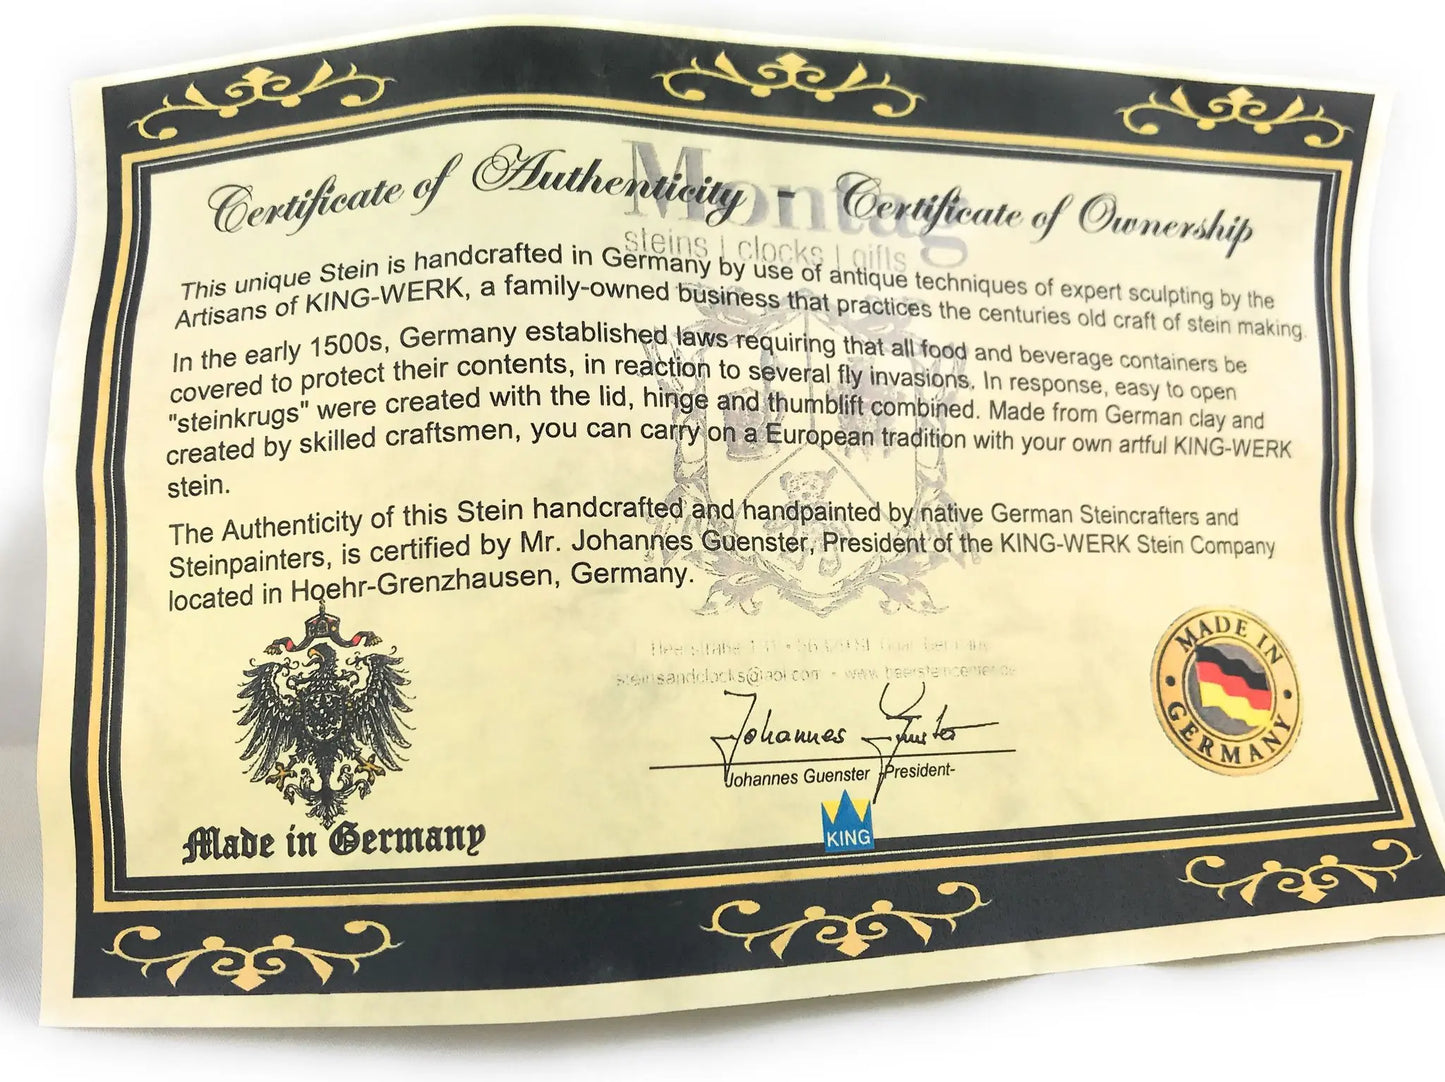 Certificate of Authenticity - Certificate of Ownership
Montag
steins | clocks | gifts
This unique Stein is handcrafted in Germany by use of antique techniques of expert sculpting by the
Artisans of KING-WERK, a family-owned business that practices the centuries old craft of stein making.
In the early 1500s, Germany established laws requiring that all food and beverage containers be
covered to protect their contents, in reaction to several fly invasions. In response, easy to open
"steinkrugs" were created with the lid, hinge and thumblift combined. Made from German clay and
created by skilled craftsmen, you can carry on a European tradition with your own artful KING-WERK
stein.
The Authenticity of this Stein handcrafted and handpainted by native German Steincrafters and
Steinpainters, is certified by Mr. Johannes Guenster, President of the KING-WERK Stein Company
located in Hoehr-Grenzhausen, Germany.
steinsandclocks@aol.com - www.beersteincenter.de
Johannes Guenster
Johannes Guenster -President-
KING
Made in Germany
MADE IN
GERMANY